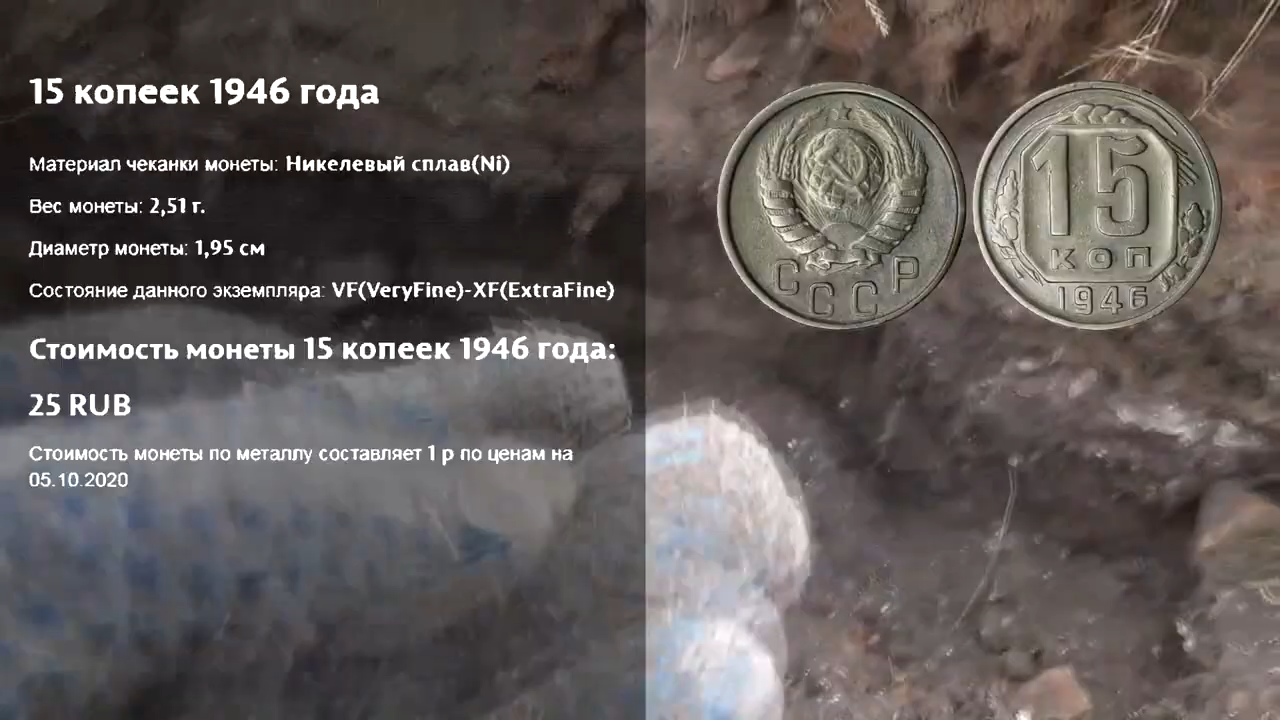 15 копеек 1946 года
Материал чеканки монеты: Никелевый сплав(Ni)
Вес монеты: 2,51 г.
Диаметр монеты: 1,95 см
Состояние данного экземпляра: VF(VeryFine)-XF(ExtraFine)
Стоимость монеты 15 копеек 1946 года:
25 RUB
Стоимость монеты по металлу составляет 1 р по ценам на
05.10.2020
СССР
15
КОП
1946